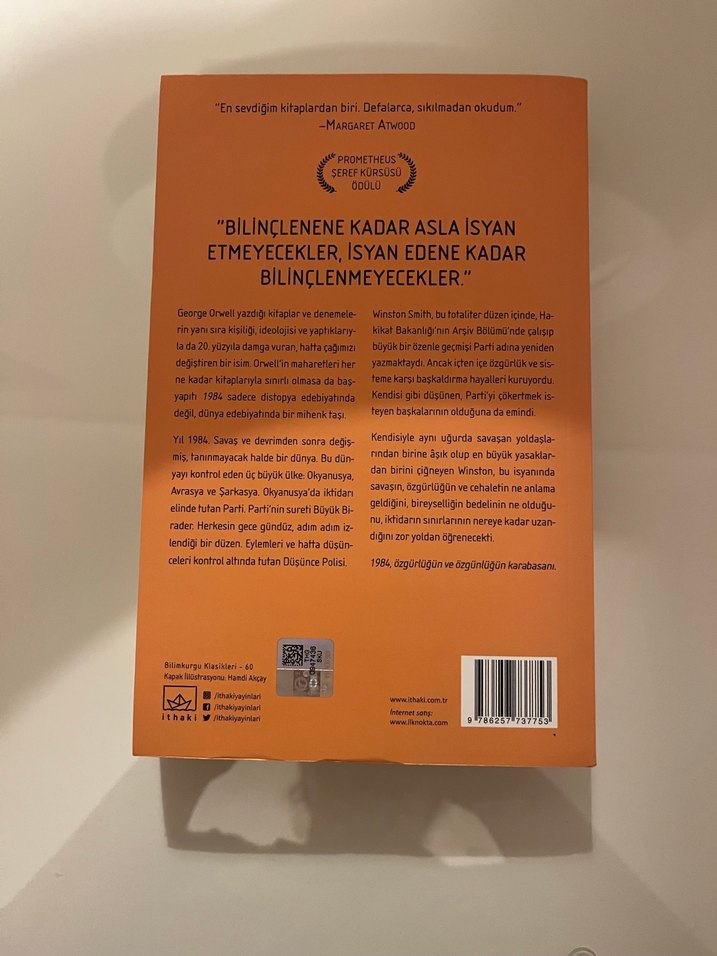 "En sevdiğim kitaplardan biri. Defalarca, sıkılmadan okudum."
–MARGARET ATWOOD
PROMETHEUS
ŞEREF KÜRSÜSÜ
ÖDÜLÜ
"BİLİNÇLENENE KADAR ASLA İSYAN
ETMEYECEKLER, İSYAN EDENE KADAR
BİLİNÇLENMEYECEKLER."
George Orwell yazdığı kitaplar ve denemele-
rin yanı sıra kişiliği, ideolojisi ve yaptıklarıy-
la da 20. yüzyıla damga vuran, hatta çağımızı
değiştiren bir isim. Orwell'in maharetleri her
ne kadar kitaplarıyla sınırlı olmasa da baş-
yapıtı 1984 sadece distopya edebiyatında
değil, dünya edebiyatında bir mihenk taşı.
Yıl 1984. Savaş ve devrimden sonra değiş-
miş, tanınmayacak halde bir dünya. Bu dün-
yayı kontrol eden üç büyük ülke: Okyanusya,
Avrasya ve Şarkasya. Okyanusya'da iktidarı
elinde tutan Parti. Parti'nin sureti Büyük Bi-
rader. Herkesin gece gündüz, adım adım iz-
lendiği bir düzen. Eylemleri ve hatta düşün-
celeri kontrol altında tutan Düşünce Polisi.
Winston Smith, bu totaliter düzen içinde, Ha-
kikat Bakanlığı'nın Arşiv Bölümü'nde çalışıp
büyük bir özenle geçmişi Parti adına yeniden
yazmaktaydı. Ancak içten içe özgürlük ve sis-
teme karşı başkaldırma hayalleri kuruyordu.
Kendisi gibi düşünen, Parti'yi çökertmek is-
teyen başkalarının olduğuna da emindi.
Kendisiyle aynı uğurda savaşan yoldaşla-
rından birine âşık olup en büyük yasaklar-
dan birini çiğneyen Winston, bu isyanında
savaşın, özgürlüğün ve cehaletin ne anlama
geldiğini, bireyselliğin bedelinin ne olduğu-
nu, iktidarın sınırlarının nereye kadar uzan-
dığını zor yoldan öğrenecekti.
1984, özgürlüğün ve özgünlüğün karabasanı.
Bilimkurgu Klasikleri - 60
Kapak İllüstrasyonu: Hamdi Akçay
ithaki
/ithakiyayinlari
/ithakiyayinlari
/ithakiyayinlari
THG
0947436
SKU
www.ithaki.com.tr
İnternet satış:
www.ilknokta.com
9 786257 737753